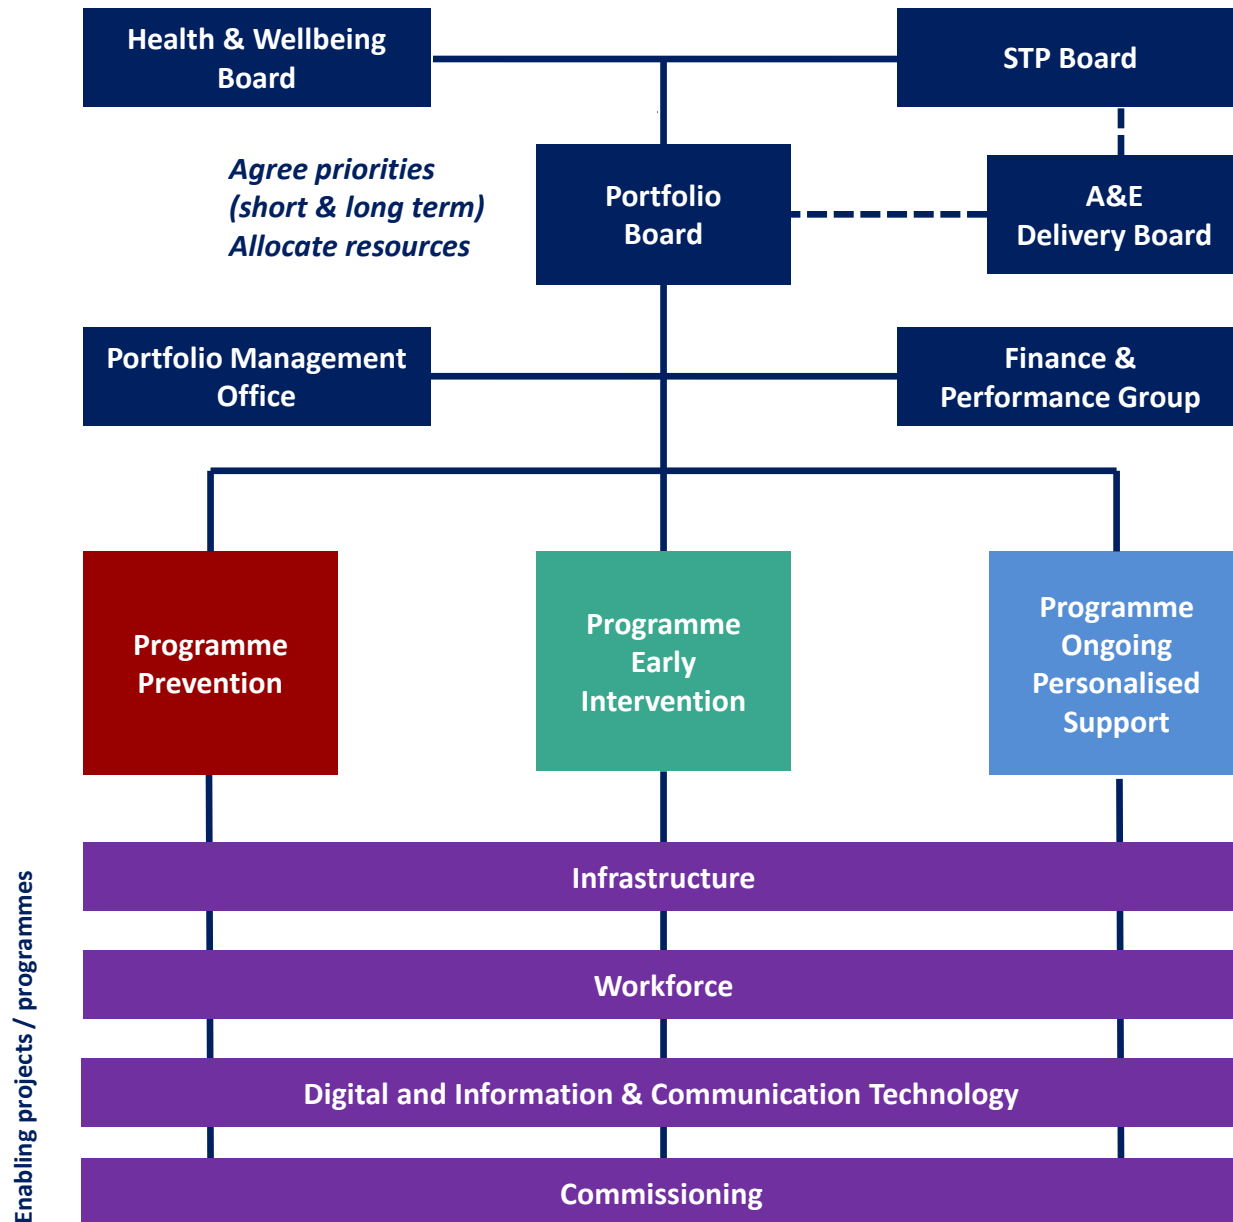 Health & Wellbeing
Board
STP Board
Agree priorities
(short & long term)
Allocate resources
Portfolio
Board
A&E
Delivery Board
Portfolio Management
Office
Finance &
Performance Group
Programme
Prevention
Programme
Early
Intervention
Programme
Ongoing
Personalised
Support
Enabling projects / programmes
Infrastructure
Workforce
Digital and Information & Communication Technology
Commissioning